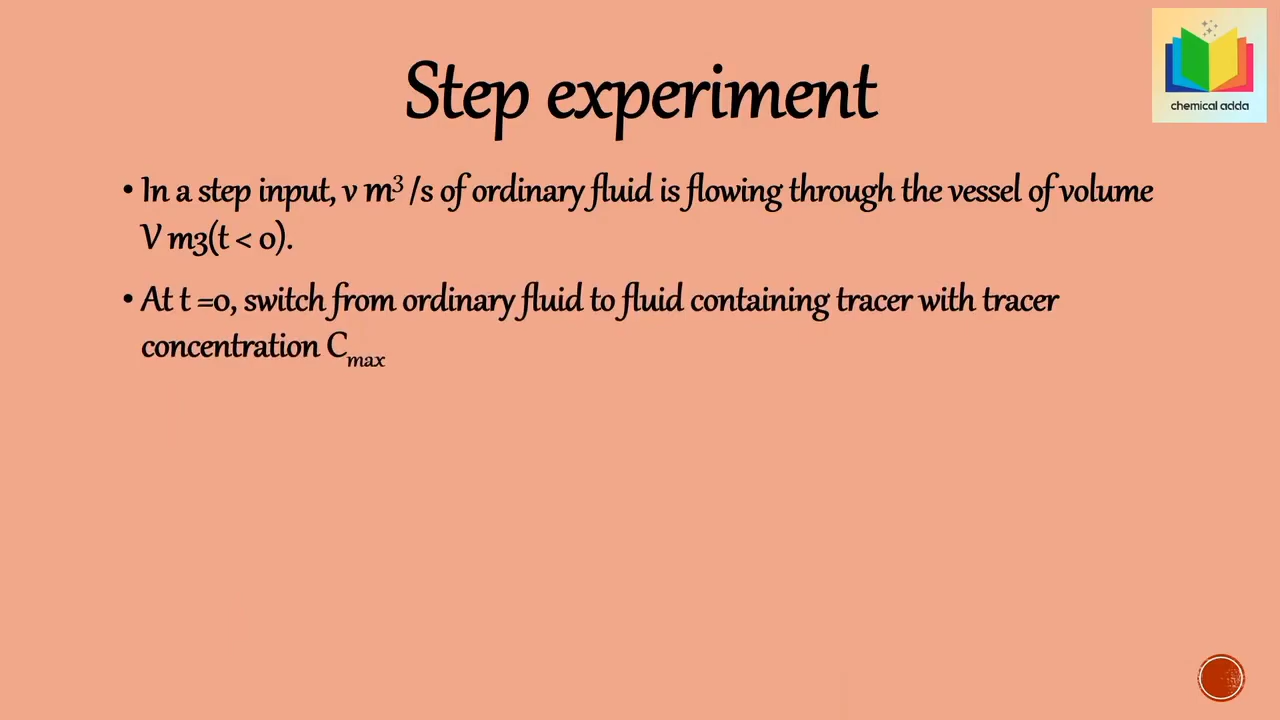 chemical adda
Step experiment
• In a step input, v m³ /s of ordinary fluid is flowing through the vessel of volume
V m3(t < 0).
• At t =0, switch from ordinary fluid to fluid containing tracer with tracer
concentration Cmax